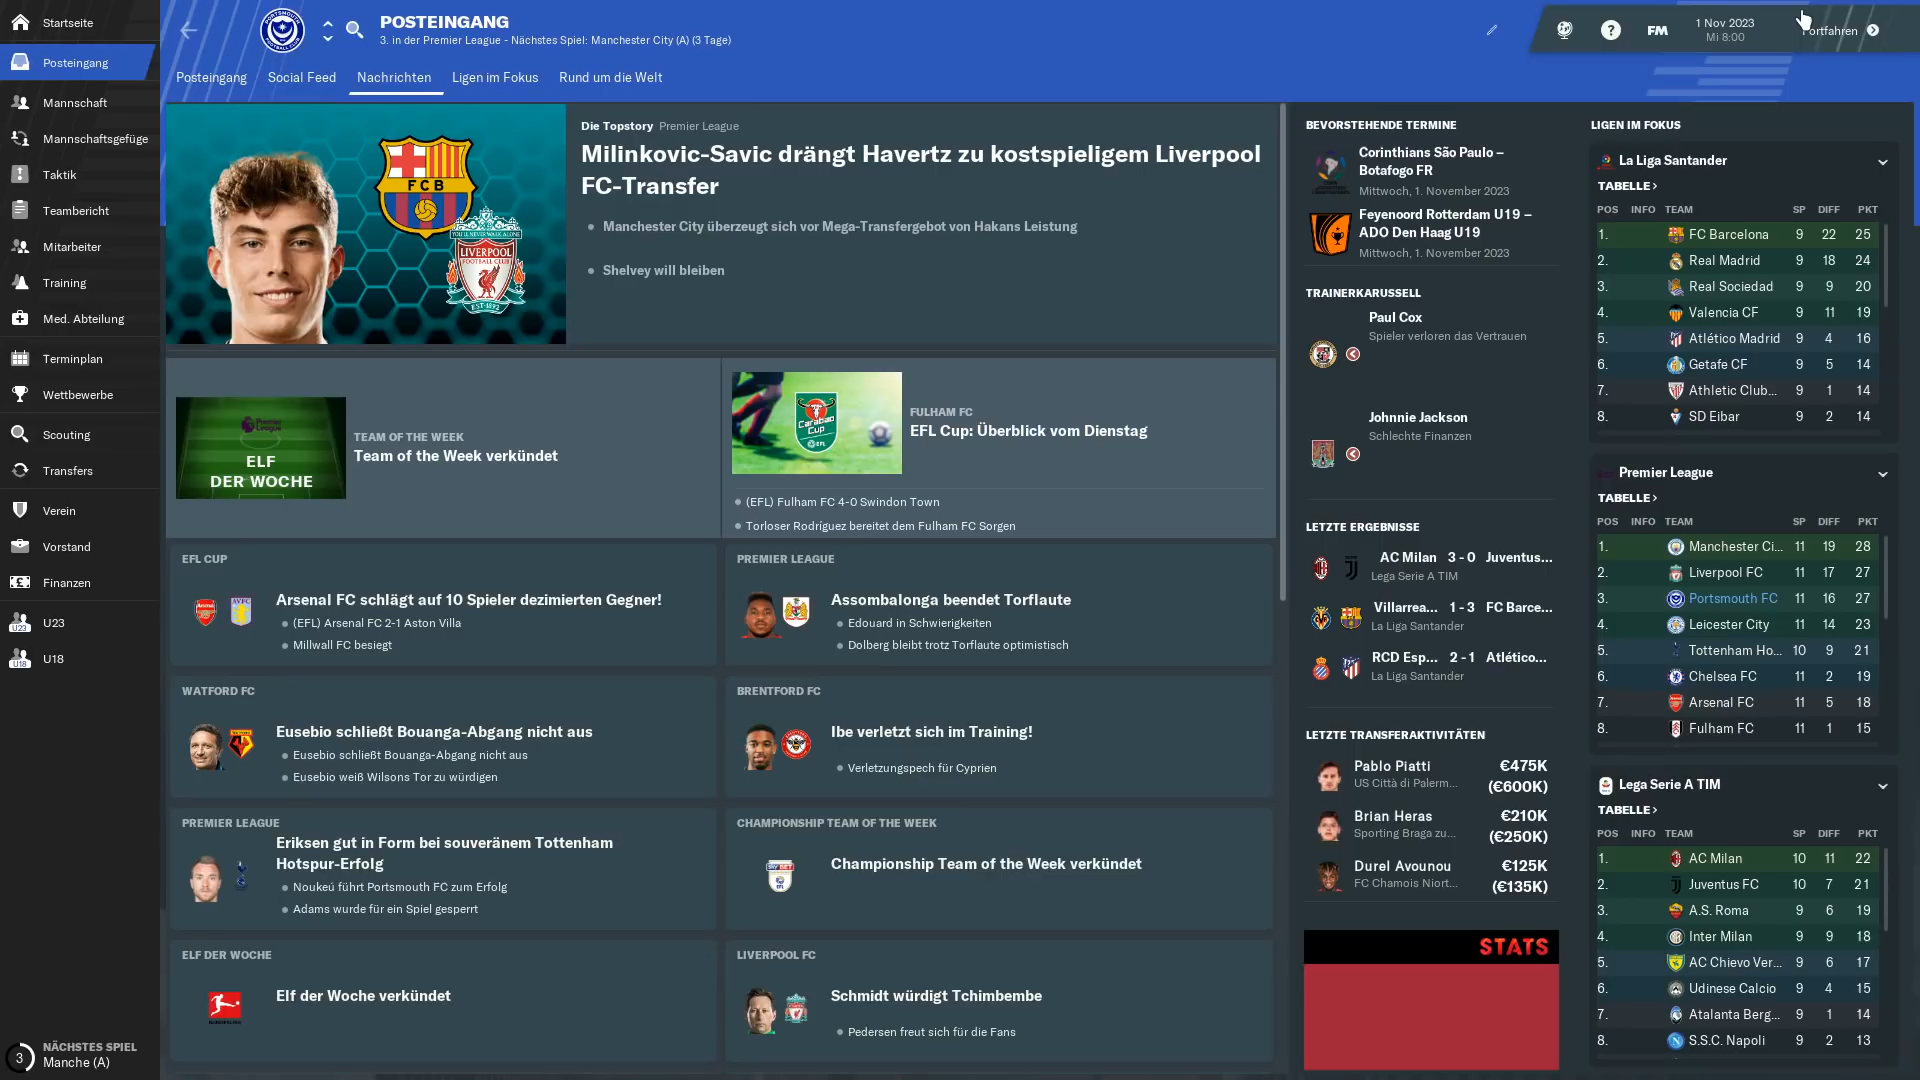 Startseite
Posteingang
Mannschaft
Mannschaftsgefüge
Taktik
Teambericht
Mitarbeiter
Training
Med. Abteilung
Terminplan
Wettbewerbe
Scouting
Transfers
Verein
Vorstand
Finanzen
U23
U23
U18
U18
3
NÄCHSTES SPIEL
Manche (A)
POSTEINGANG
3. in der Premier League - Nächstes Spiel: Manchester City (A) (3 Tage)
FM
1 Nov 2023
Mi 8:00
Fortfahren
Posteingang
Social Feed
Nachrichten
Ligen im Fokus
Rund um die Welt
FCB
YOU'LL NEVER WALK ALONE
LIVERPOOL
FOOTBALL CLUB
EST·1892
Die Topstory Premier League
Milinkovic-Savic drängt Havertz zu kostspieligem Liverpool
FC-Transfer
Manchester City überzeugt sich vor Mega-Transfergebot von Hakans Leistung
Shelvey will bleiben
Premier
League
ELF
DER WOCHE
TEAM OF THE WEEK
Team of the Week verkündet
Carabao
Cup
EFL
FULHAM FC
EFL Cup: Überblick vom Dienstag
(EFL) Fulham FC 4-0 Swindon Town
Torloser Rodríguez bereitet dem Fulham FC Sorgen
EFL CUP
Arsenal FC schlägt auf 10 Spieler dezimierten Gegner!
(EFL) Arsenal FC 2-1 Aston Villa
Millwall FC besiegt
PREMIER LEAGUE
Assombalonga beendet Torflaute
Edouard in Schwierigkeiten
Dolberg bleibt trotz Torflaute optimistisch
WATFORD FC
Eusebio schließt Bouanga-Abgang nicht aus
Eusebio schließt Bouanga-Abgang nicht aus
Eusebio weiß Wilsons Tor zu würdigen
BRENTFORD FC
Ibe verletzt sich im Training!
Verletzungspech für Cyprien
PREMIER LEAGUE
Eriksen gut in Form bei souveränem Tottenham
Hotspur-Erfolg
Noukeú führt Portsmouth FC zum Erfolg
Adams wurde für ein Spiel gesperrt
CHAMPIONSHIP TEAM OF THE WEEK
Championship Team of the Week verkündet
ELF DER WOCHE
Elf der Woche verkündet
LIVERPOOL FC
Schmidt würdigt Tchimbembe
Pedersen freut sich für die Fans
BEVORSTEHENDE TERMINE
Corinthians São Paulo –
Botafogo FR
Mittwoch, 1. November 2023
Feyenoord Rotterdam U19 –
ADO Den Haag U19
Mittwoch, 1. November 2023
TRAINERKARUSSELL
Paul Cox
Spieler verloren das Vertrauen
Johnnie Jackson
Schlechte Finanzen
LETZTE ERGEBNISSE
AC Milan 3 - 0 Juventus...
Lega Serie A TIM
Villarrea... 1 - 3 FC Barce...
La Liga Santander
RCD Esp... 2 - 1 Atlético...
La Liga Santander
LETZTE TRANSFERAKTIVITÄTEN
Pablo Piatti €475K
US Città di Palerm... (€600K)
Brian Heras €210K
Sporting Braga zu... (€250K)
Durel Avounou €125K
FC Chamois Niort... (€135K)
STATS
LIGEN IM FOKUS
La Liga Santander
TABELLE ›
POS INFO TEAM SP DIFF PKT
1. FC Barcelona 9 22 25
2. Real Madrid 9 18 24
3. Real Sociedad 9 9 20
4. Valencia CF 9 11 19
5. Atlético Madrid 9 4 16
6. Getafe CF 9 5 14
7. Athletic Club... 9 1 14
8. SD Eibar 9 2 14
Premier League
TABELLE ›
POS INFO TEAM SP DIFF PKT
1. Manchester Ci... 11 19 28
2. Liverpool FC 11 17 27
3. Portsmouth FC 11 16 27
4. Leicester City 11 14 23
5. Tottenham Ho... 10 9 21
6. Chelsea FC 11 2 19
7. Arsenal FC 11 5 18
8. Fulham FC 11 1 15
Lega Serie A TIM
TABELLE ›
POS INFO TEAM SP DIFF PKT
1. AC Milan 10 11 22
2. Juventus FC 10 7 21
3. A.S. Roma 9 6 19
4. Inter Milan 9 9 18
5. AC Chievo Ver... 9 6 17
6. Udinese Calcio 9 4 15
7. Atalanta Berg... 9 1 14
8. S.S.C. Napoli 9 2 13